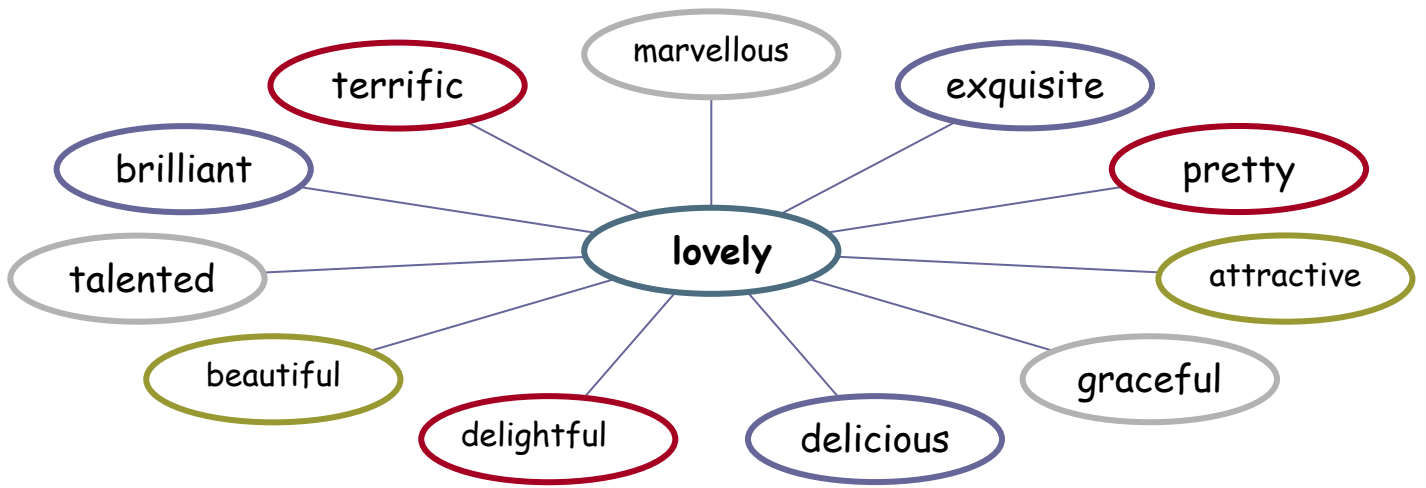 marvellous
terrific
exquisite
brilliant
pretty
lovely
talented
attractive
beautiful
graceful
delightful
delicious